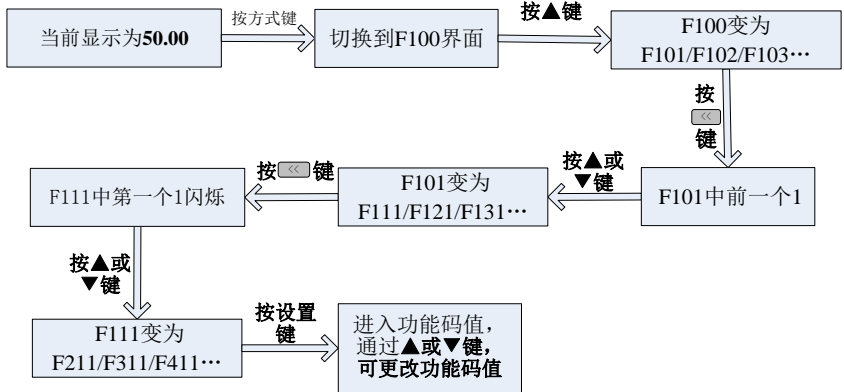 当前显示为50.00
按方式键
切换到F100界面
按▲键
F100变为
F101/F102/F103…
按
<<
键
F101中前一个1
按▲或
▼键
F101变为
F111/F121/F131…
按 << 键
F111中第一个1闪烁
按▲或
▼键
F111变为
F211/F311/F411…
按设置
键
进入功能码值，
通过▲或▼键，
可更改功能码值